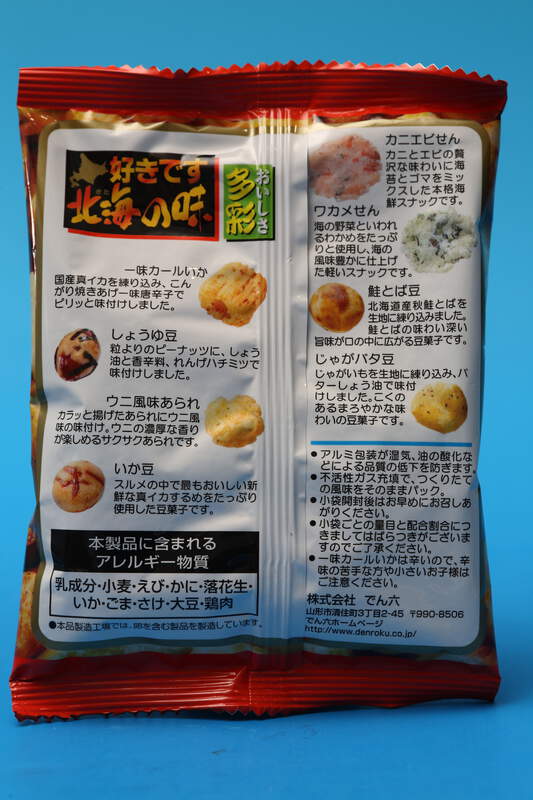 好きです
北海の味
きた
おいしさ
多彩
一味カールいか
国産真イカを練り込み、こん
がり焼きあげ一味唐辛子で
ピリッと味付けしました。
しょうゆ豆
粒よりのピーナッツに、しょう
油と香辛料、れんげハチミツで
味付けしました。
ウニ風味あられ
カラッと揚げたあられにウニ風
味の味付け。ウニの濃厚な香り
が楽しめるサクサクあられです。
いか豆
スルメの中で最もおいしい新
鮮な真イカするめをたっぷり
使用した豆菓子です。
本製品に含まれる
アレルギー物質
乳成分・小麦・えび・かに・落花生・
いか・ごま・さけ・大豆・鶏肉
●本品製造工場では、卵を含む製品を製造しています。
カニエビせん
カニとエビの贅
沢な味わいに海
苔とゴマをミッ
クスした本格海
鮮スナックです。
ワカメせん
海の野菜といわれ
るわかめをたっぷ
りと使用し、海の
風味豊かに仕上げ
た軽いスナックです。
鮭とば豆
北海道産秋鮭とばを
生地に練り込みました。
鮭とばの味わい深い
旨味が口の中に広がる豆菓子です。
じゃがバタ豆
じゃがいもを生地に練り込み、バ
ターしょう油で味付
けしました。こくの
あるまろやかな味
わいの豆菓子です。
●アルミ包装が湿気、油の酸化な
どによる品質の低下を防ぎます。
●不活性ガス充填で、つくりたて
の風味をそのままパック。
●小袋開封後はお早めにお召しあ
がりください。
●小袋ごとの量目と配合割合につ
きましてはばらつきがございま
すのでご了承ください。
●一味カールいかは辛いので、辛
味の苦手な方や小さいお子様は
ご注意ください。
株式会社 でん六
山形市清住町3丁目2-45 〒990-8506
でん六ホームページ
http://www.denroku.co.jp/